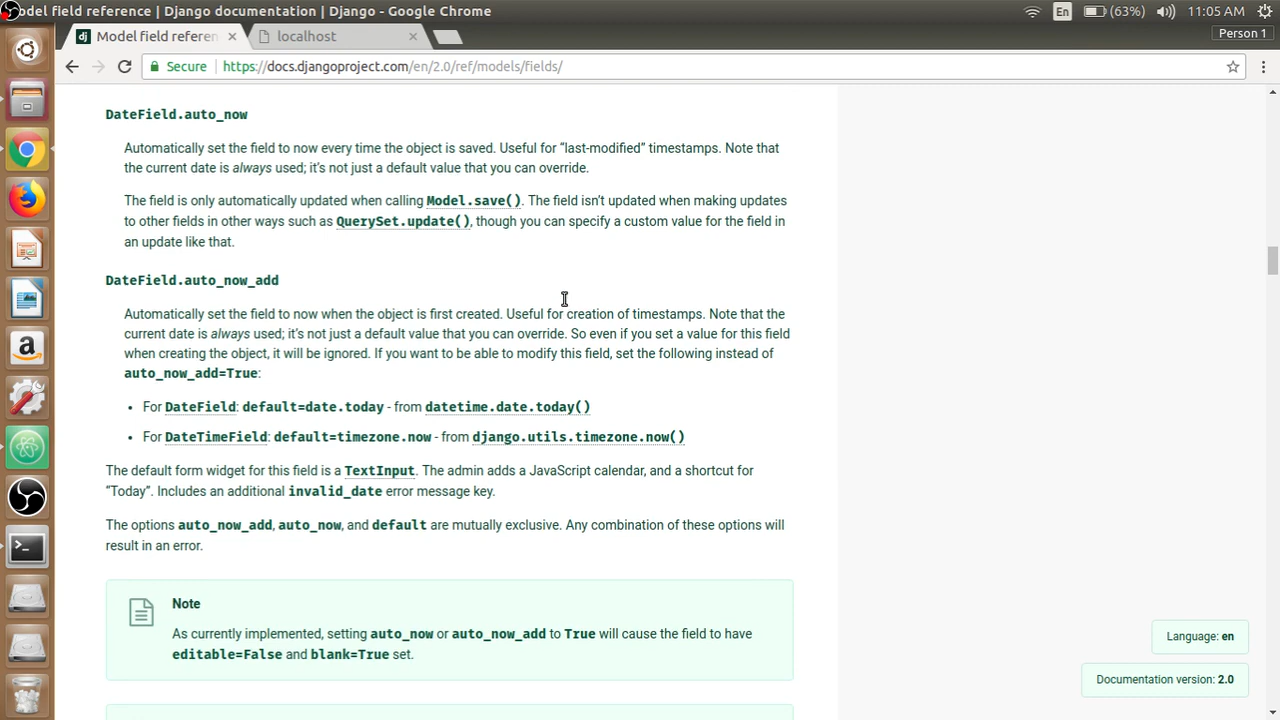 odel field reference | Django documentation | Django - Google Chrome
En
(63%)
11:05 AM
dj
Model field referen
localhost
Person 1
Secure
https://docs.djangoproject.com/en/2.0/ref/models/fields/
DateField.auto_now
Automatically set the field to now every time the object is saved. Useful for “last-modified” timestamps. Note that
the current date is always used; it’s not just a default value that you can override.
The field is only automatically updated when calling Model.save(). The field isn’t updated when making updates
to other fields in other ways such as QuerySet.update(), though you can specify a custom value for the field in
an update like that.
DateField.auto_now_add
Automatically set the field to now when the object is first created. Useful for creation of timestamps. Note that the
current date is always used; it’s not just a default value that you can override. So even if you set a value for this field
when creating the object, it will be ignored. If you want to be able to modify this field, set the following instead of
auto_now_add=True:
• For DateField: default=date.today - from datetime.date.today()
• For DateTimeField: default=timezone.now - from django.utils.timezone.now()
The default form widget for this field is a TextInput. The admin adds a JavaScript calendar, and a shortcut for
“Today”. Includes an additional invalid_date error message key.
The options auto_now_add, auto_now, and default are mutually exclusive. Any combination of these options will
result in an error.
Note
As currently implemented, setting auto_now or auto_now_add to True will cause the field to have
editable=False and blank=True set.
Language: en
Documentation version: 2.0